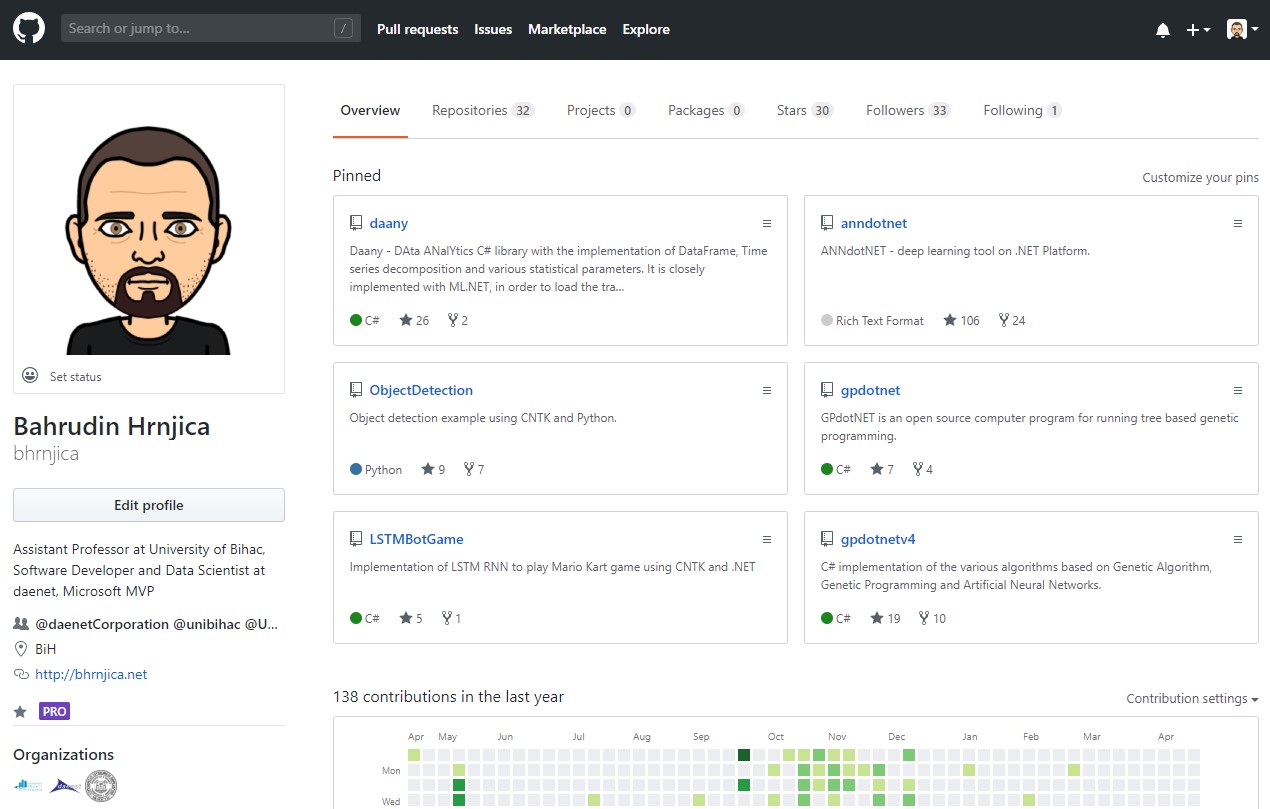 Search or jump to...
/
Pull requests Issues Marketplace Explore
Overview Repositories 32 Projects 0 Packages 0 Stars 30 Followers 33 Following 1
Set status
Bahrudin Hrnjica
bhrnjica
Edit profile
Assistant Professor at University of Bihac,
Software Developer and Data Scientist at
daenet, Microsoft MVP
@daenetCorporation @unibihac @U...
BiH
http://bhrnjica.net
PRO
Organizations
Pinned
Customize your pins
daany
Daany - DAta ANalYtics C# library with the implementation of DataFrame, Time
series decomposition and various statistical parameters. It is closely
implemented with ML.NET, in order to load the tra...
C# 26 2
anndotnet
ANNdotNET - deep learning tool on .NET Platform.
Rich Text Format 106 24
ObjectDetection
Object detection example using CNTK and Python.
Python 9 7
gpdotnet
GPdotNET is an open source computer program for running tree based genetic
programming.
C# 7 4
LSTMBotGame
Implementation of LSTM RNN to play Mario Kart game using CNTK and .NET
C# 5 1
gpdotnetv4
C# implementation of the various algorithms based on Genetic Algorithm,
Genetic Programming and Artificial Neural Networks.
C# 19 10
138 contributions in the last year
Contribution settings
Apr May Jun Jul Aug Sep Oct Nov Dec Jan Feb Mar Apr
Mon
Wed